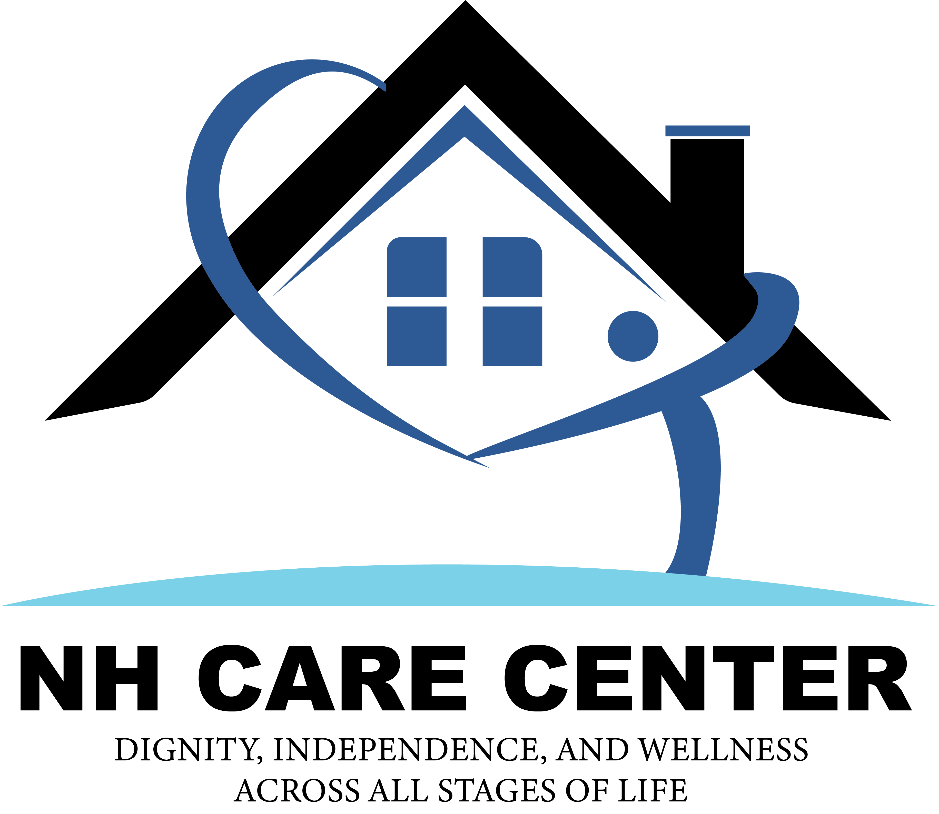 NH CARE CENTER
DIGNITY, INDEPENDENCE, AND WELLNESS
ACROSS ALL STAGES OF LIFE